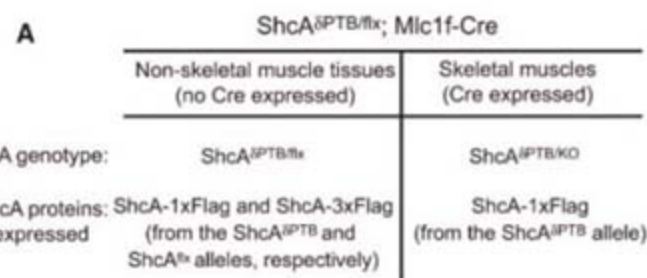 A
ShcAδPTB/flx; Mlc1f-Cre
Non-skeletal muscle tissues
(no Cre expressed)
Skeletal muscles
(Cre expressed)
A genotype:
ShcAδPTB/flx
ShcAδPTB/KO
cA proteins:
expressed
ShcA-1xFlag and ShcA-3xFlag
(from the ShcAδPTB and
ShcAflx alleles, respectively)
ShcA-1xFlag
(from the ShcAδPTB allele)